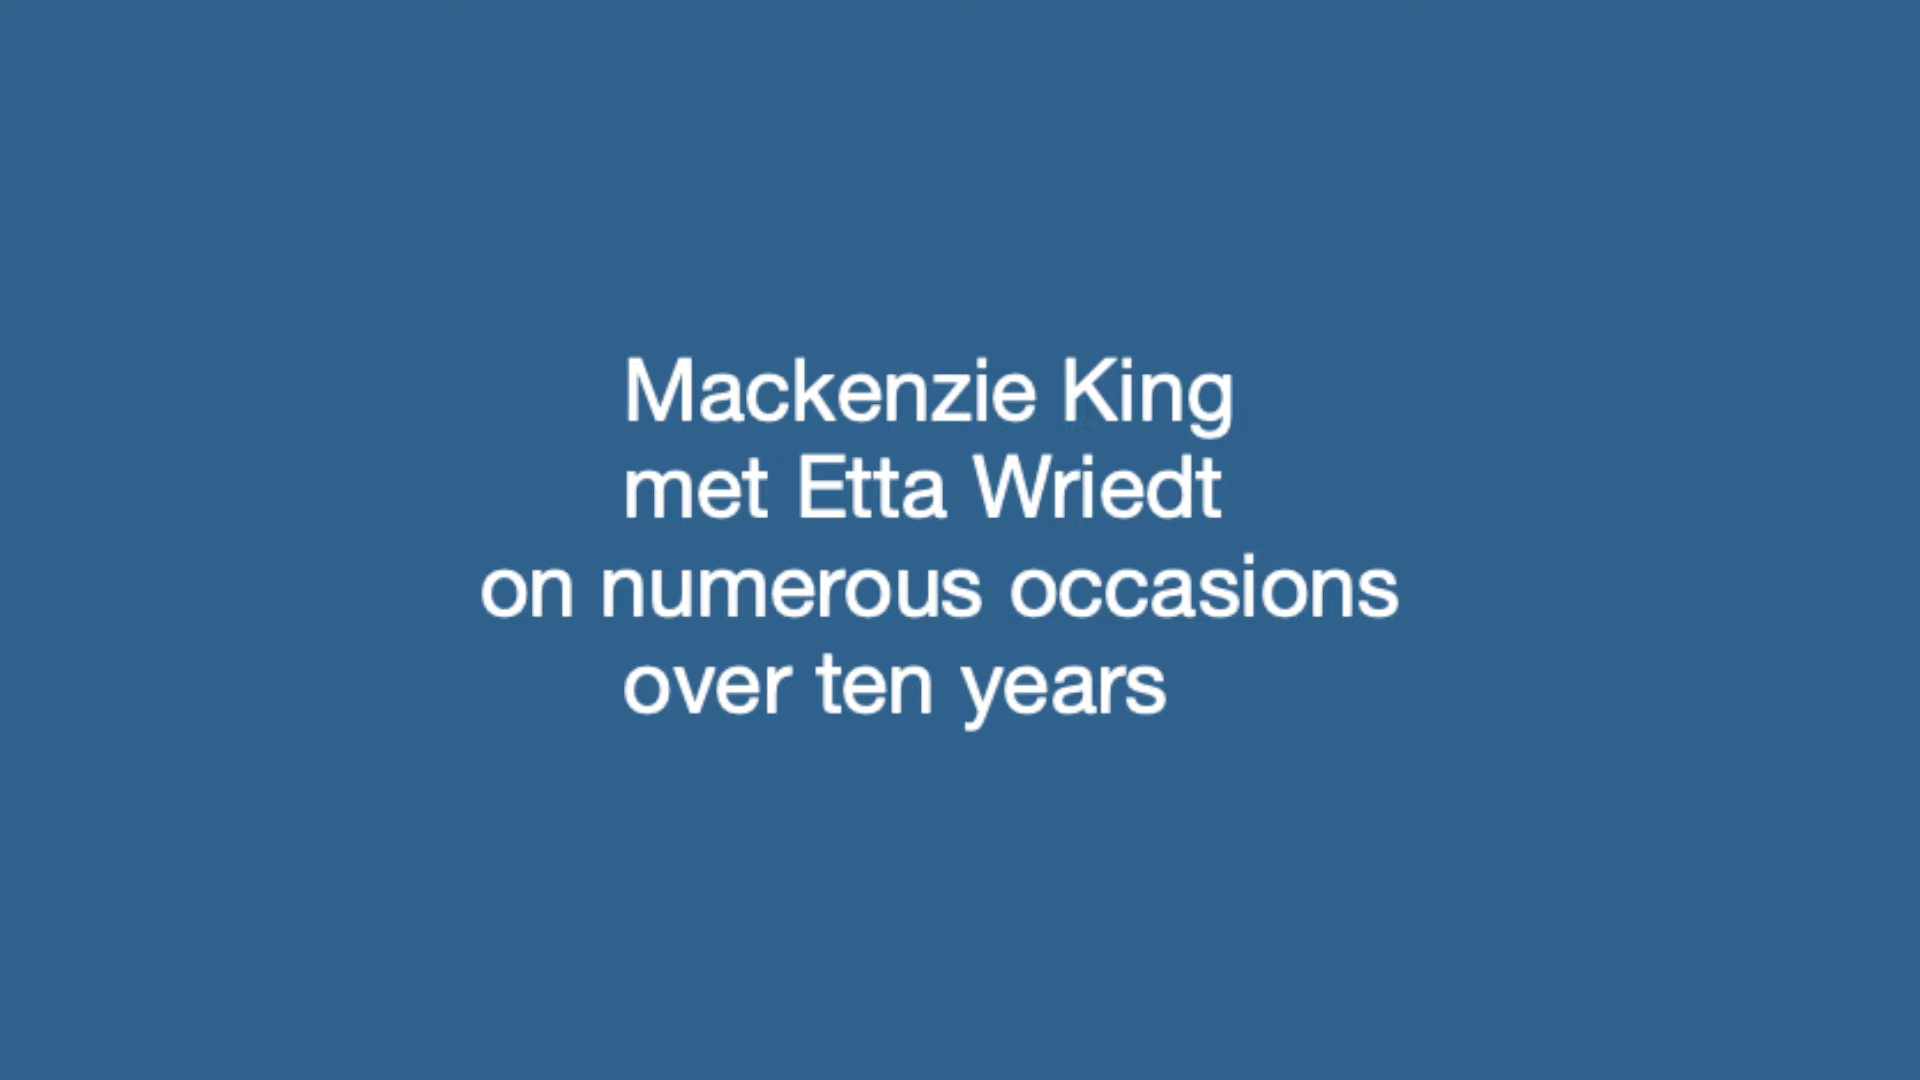 Mackenzie King
met Etta Wriedt
on numerous occasions
over ten years